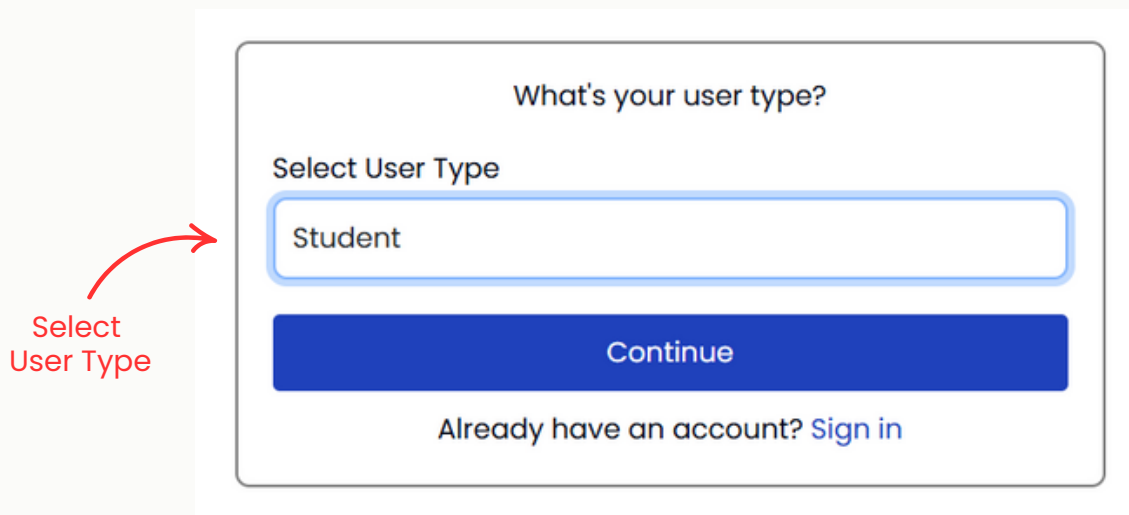 What's your user type?
Select User Type
Student
Select
User Type
Continue
Already have an account? Sign in